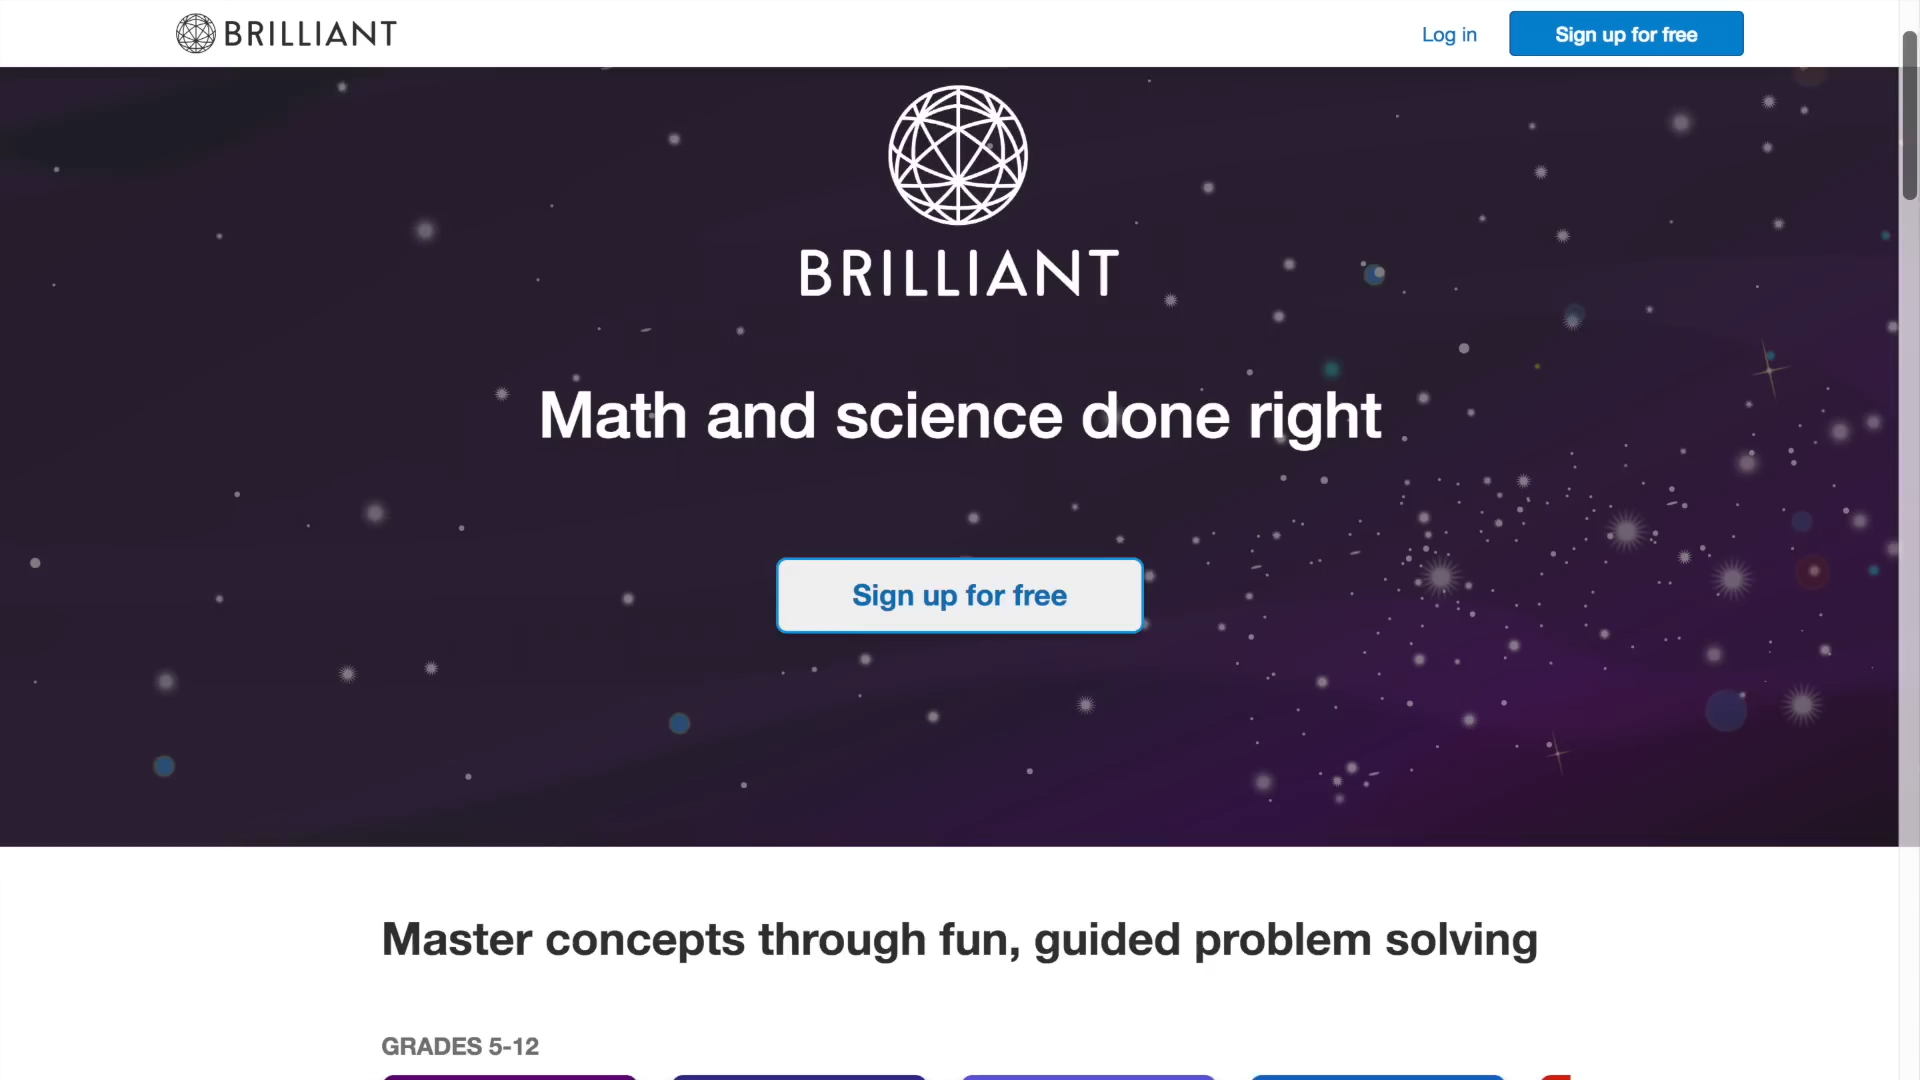 BRILLIANT
Log in
Sign up for free
BRILLIANT
Math and science done right
Sign up for free
Master concepts through fun, guided problem solving
GRADES 5-12